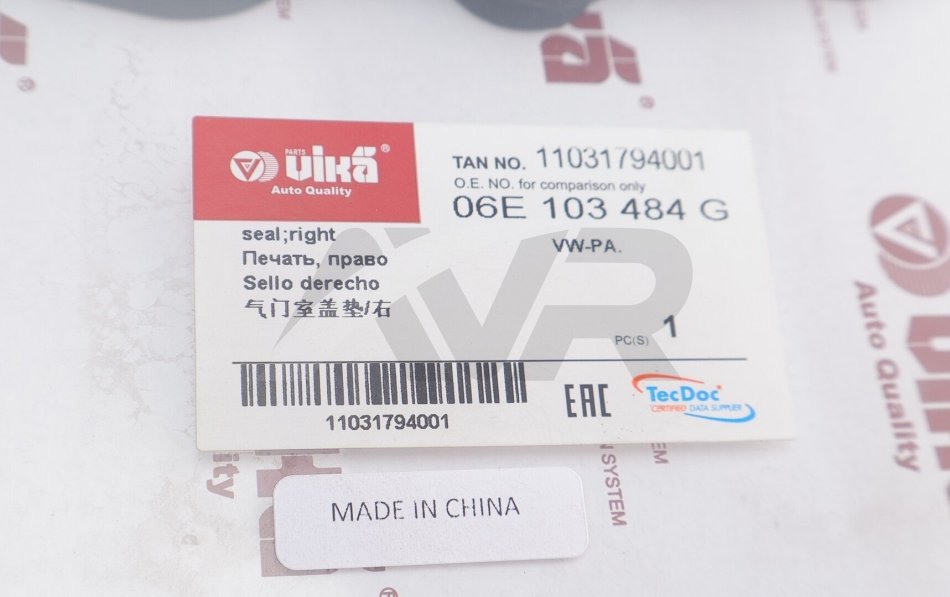 PARTS
vika®
Auto Quality
TAN NO. 11031794001
O.E. NO. for comparison only
06E 103 484 G
VW-PA.
seal;right
Печать, право
Sello derecho
气门室盖垫/右
PC(S) 1
11031794001
EAC
TecDoc®
CERTIFIED DATA SUPPLIER
MADE IN CHINA
Auto Quality
SYSTEM
VR